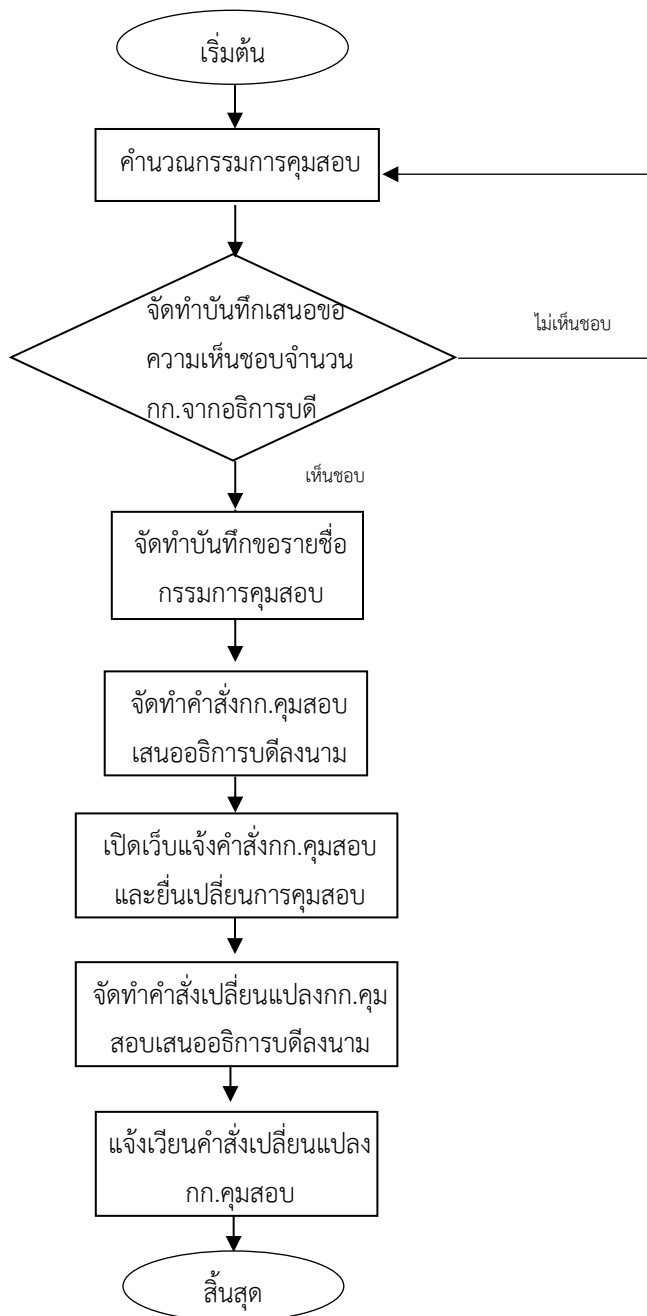 เริ่มต้น
คำนวณกรรมการคุมสอบ
จัดทำบันทึกเสนอขอ
ความเห็นชอบจำนวน
กก.จากอธิการบดี
ไม่เห็นชอบ
เห็นชอบ
จัดทำบันทึกขอรายชื่อ
กรรมการคุมสอบ
จัดทำคำสั่งกก.คุมสอบ
เสนออธิการบดีลงนาม
เปิดเว็บแจ้งคำสั่งกก.คุมสอบ
และยื่นเปลี่ยนการคุมสอบ
จัดทำคำสั่งเปลี่ยนแปลงกก.คุม
สอบเสนออธิการบดีลงนาม
แจ้งเวียนคำสั่งเปลี่ยนแปลง
กก.คุมสอบ
สิ้นสุด